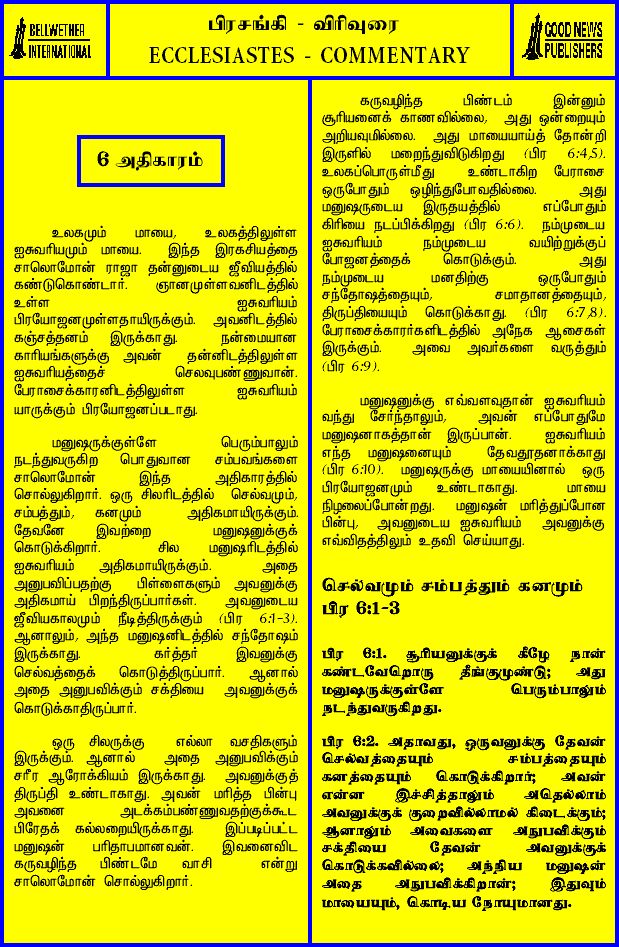 BELLWETHER
INTERNATIONAL
பிரசங்கி - விரிவுரை
ECCLESIASTES - COMMENTARY
GOOD NEWS
PUBLISHERS
6 அதிகாரம்
உலகமும் மாயை, உலகத்திலுள்ள
ஐசுவரியமும் மாயை. இந்த இரகசியத்தை
சாலொமோன் ராஜா தன்னுடைய ஜீவியத்தில்
கண்டுகொண்டார். ஞானமுள்ளவனிடத்தில்
உள்ள ஐசுவரியம்
பிரயோஜனமுள்ளதாயிருக்கும். அவனிடத்தில்
கஞ்சத்தனம் இருக்காது. நன்மையான
காரியங்களுக்கு அவன் தன்னிடத்திலுள்ள
ஐசுவரியத்தைச் செலவுபண்ணுவான்.
பேராசைக்காரனிடத்திலுள்ள ஐசுவரியம்
யாருக்கும் பிரயோஜனப்படாது.
மனுஷருக்குள்ளே பெரும்பாலும்
நடந்துவருகிற பொதுவான சம்பவங்களை
சாலொமோன் இந்த அதிகாரத்தில்
சொல்லுகிறார். ஒரு சிலரிடத்தில் செல்வமும்,
சம்பத்தும், கனமும் அதிகமாயிருக்கும்.
தேவனே இவற்றை மனுஷனுக்குக்
கொடுக்கிறார். சில மனுஷரிடத்தில்
ஐசுவரியம் அதிகமாயிருக்கும். அதை
அனுபவிப்பதற்கு பிள்ளைகளும் அவனுக்கு
அதிகமாய் பிறந்திருப்பார்கள். அவனுடைய
ஜீவியகாலமும் நீடித்திருக்கும் (பிர 6:1-3).
ஆனாலும், அந்த மனுஷனிடத்தில் சந்தோஷம்
இருக்காது. கர்த்தர் இவனுக்கு
செல்வத்தைக் கொடுத்திருப்பார். ஆனால்
அதை அனுபவிக்கும் சக்தியை அவனுக்குக்
கொடுக்காதிருப்பார்.
ஒரு சிலருக்கு எல்லா வசதிகளும்
இருக்கும். ஆனால் அதை அனுபவிக்கும்
சரீர ஆரோக்கியம் இருக்காது. அவனுக்குத்
திருப்தி உண்டாகாது. அவன் மரித்த பின்பு
அவனை அடக்கம்பண்ணுவதற்குக்கூட
பிரேதக் கல்லறையிருக்காது. இப்படிப்பட்ட
மனுஷன் பரிதாபமானவன். இவனைவிட
கருவழிந்த பிண்டமே வாசி என்று
சாலொமோன் சொல்லுகிறார்.
கருவழிந்த பிண்டம் இன்னும்
சூரியனைக் காணவில்லை, அது ஒன்றையும்
அறியவுமில்லை. அது மாயையாய்த் தோன்றி
இருளில் மறைந்துவிடுகிறது (பிர 6:4,5).
உலகப்பொருள்மீது உண்டாகிற பேராசை
ஒருபோதும் ஒழிந்துபோவதில்லை. அது
மனுஷருடைய இருதயத்தில் எப்போதும்
கிரியை நடப்பிக்கிறது (பிர 6:6). நம்முடைய
ஐசுவரியம் நம்முடைய வயிற்றுக்குப்
போஜனத்தைக் கொடுக்கும். அது
நம்முடைய மனதிற்கு ஒருபோதும்
சந்தோஷத்தையும், சமாதானத்தையும்,
திருப்தியையும் கொடுக்காது. (பிர 6:7,8).
பேராசைக்காரர்களிடத்தில் அநேக ஆசைகள்
இருக்கும். அவை அவர்களை வருத்தும்
(பிர 6:9).
மனுஷனுக்கு எவ்வளவுதான் ஐசுவரியம்
வந்து சேர்ந்தாலும், அவன் எப்போதுமே
மனுஷனாகத்தான் இருப்பான். ஐசுவரியம்
எந்த மனுஷனையும் தேவதூதனாக்காது
(பிர 6:10). மனுஷருக்கு மாயையினால் ஒரு
பிரயோஜனமும் உண்டாகாது. மாயை
நிழலைப்போன்றது. மனுஷன் மரித்துப்போன
பின்பு, அவனுடைய ஐசுவரியம் அவனுக்கு
எவ்விதத்திலும் உதவி செய்யாது.
செல்வமும் சம்பத்தும் கனமும்
பிர 6:1-3
பிர 6:1. சூரியனுக்குக் கீழே நான்
கண்டவேறொரு தீங்குமுண்டு; அது
மனுஷருக்குள்ளே பெரும்பாலும்
நடந்துவருகிறது.
பிர 6:2. அதாவது, ஒருவனுக்கு தேவன்
செல்வத்தையும் சம்பத்தையும்
கனத்தையும் கொடுக்கிறார்; அவன்
என்ன இச்சித்தாலும் அதெல்லாம்
அவனுக்குக் குறைவில்லாமல் கிடைக்கும்;
ஆனாலும் அவைகளை அநுபவிக்கும்
சக்தியை தேவன் அவனுக்குக்
கொடுக்கவில்லை; அந்நிய மனுஷன்
அதை அநுபவிக்கிறான்; இதுவும்
மாயையும், கொடிய நோயுமானது.